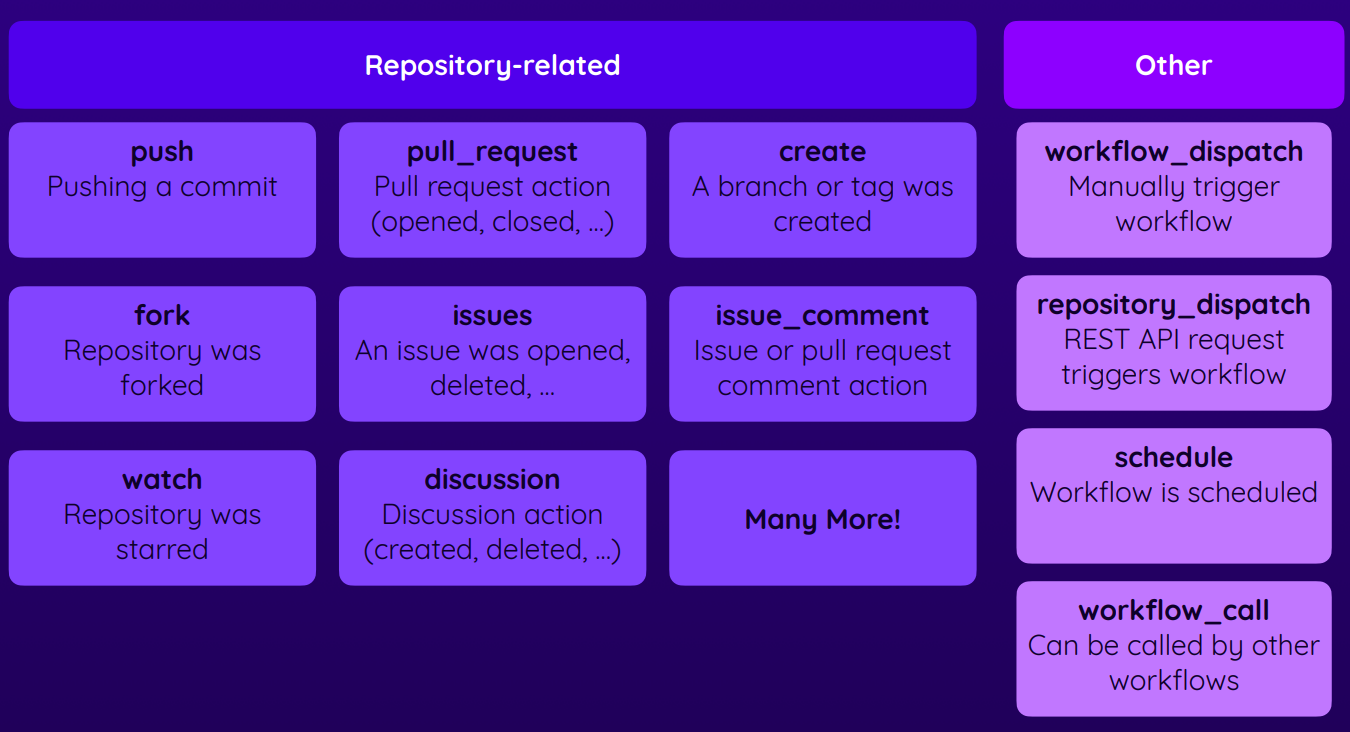 Repository-related
push
Pushing a commit
pull_request
Pull request action
(opened, closed, ...)
create
A branch or tag was
created
fork
Repository was
forked
issues
An issue was opened,
deleted, ...
issue_comment
Issue or pull request
comment action
watch
Repository was
starred
discussion
Discussion action
(created, deleted, ...)
Many More!
Other
workflow_dispatch
Manually trigger
workflow
repository_dispatch
REST API request
triggers workflow
schedule
Workflow is scheduled
workflow_call
Can be called by other
workflows